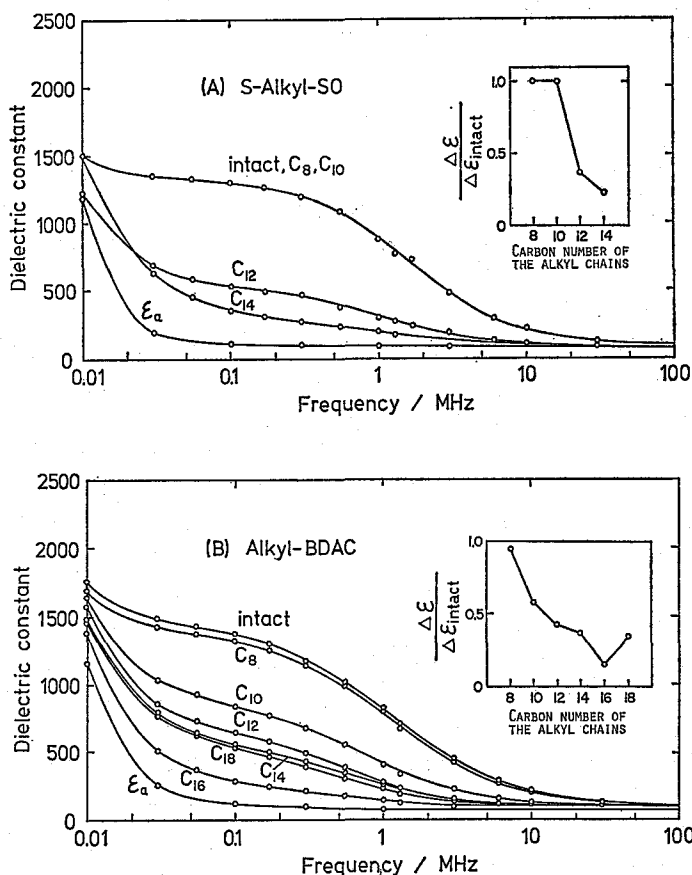 2500
2000
1500
1000
500
0
Dielectric constant
(A) S-Alkyl-SO
intact, C8, C10
C12
C14
εa
0.01
0.1
1
10
100
Frequency / MHz
1.0
0.5
0
Δε
Δε intact
8
10
12
14
CARBON NUMBER OF
THE ALKYL CHAINS
2500
2000
1500
1000
500
0
Dielectric constant
(B) Alkyl-BDAC
intact
C8
C10
C12
C14
C18
C16
εa
0.01
0.1
1
10
100
Frequency / MHz
1.0
0.5
0
Δε
Δε intact
8
10
12
14
16
18
CARBON NUMBER OF
THE ALKYL CHAINS